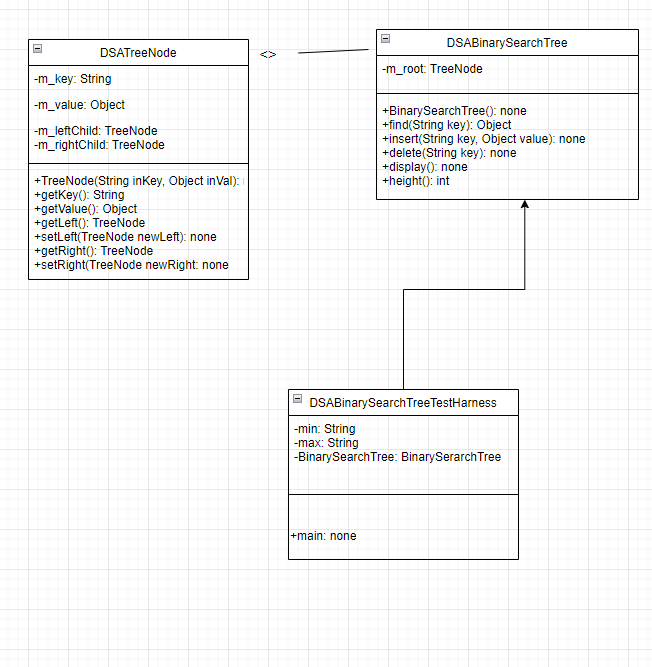 DSATreeNode
-m_key: String
-m_value: Object
-m_leftChild: TreeNode
-m_rightChild: TreeNode
+TreeNode(String inKey, Object inVal):
+getKey(): String
+getValue(): Object
+getLeft(): TreeNode
+setLeft(TreeNode newLeft): none
+getRight(): TreeNode
+setRight(TreeNode newRight: none
<>
DSABinarySearchTree
-m_root: TreeNode
+BinarySearchTree(): none
+find(String key): Object
+insert(String key, Object value): none
+delete(String key): none
+display(): none
+height(): int
DSABinarySearchTreeTestHarness
-min: String
-max: String
-BinarySearchTree: BinarySerarchTree
+main: none